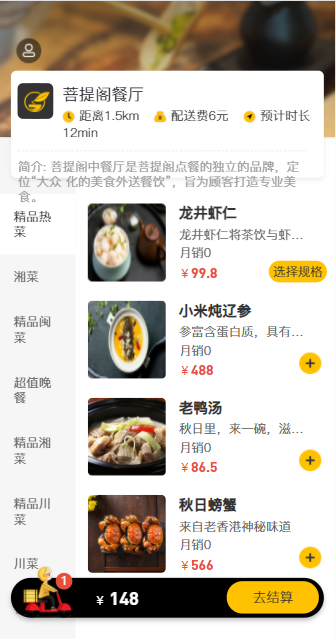 菩提阁餐厅
距离1.5km 配送费6元 预计时长
12min
简介: 菩提阁中餐厅是菩提阁点餐的独立的品牌，定
位“大众 化的美食外送餐饮”，旨为顾客打造专业美
食。
精品热
菜
湘菜
精品闽
菜
超值晚
餐
精品湘
菜
精品川
菜
川菜
龙井虾仁
龙井虾仁将茶饮与虾...
月销0
￥99.8
选择规格
小米炖辽参
参富含蛋白质，具有...
月销0
￥488
老鸭汤
秋日里，来一碗，滋...
月销0
￥86.5
秋日螃蟹
来自老香港神秘味道
月销0
￥566
1
￥ 148
去结算